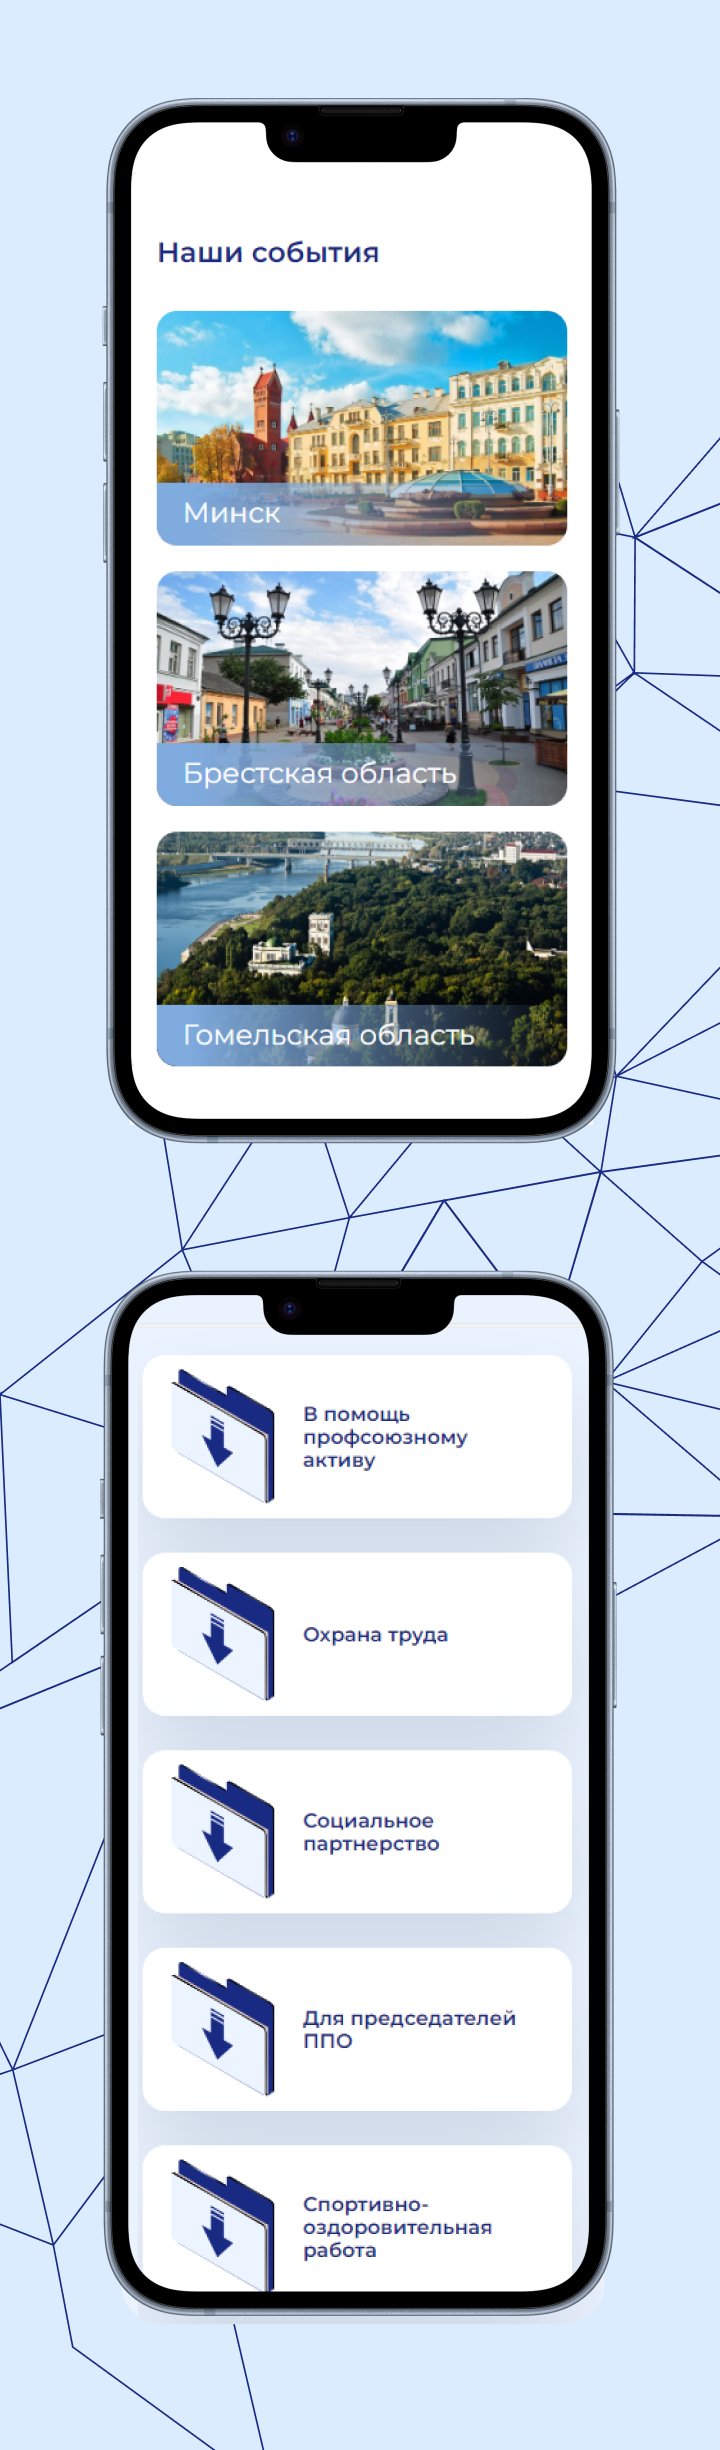 Наши события
Минск
Брестская область
Гомельская область
В помощь
профсоюзному
активу
Охрана труда
Социальное
партнерство
Для председателей
ППО
Спортивно-
оздоровительная
работа